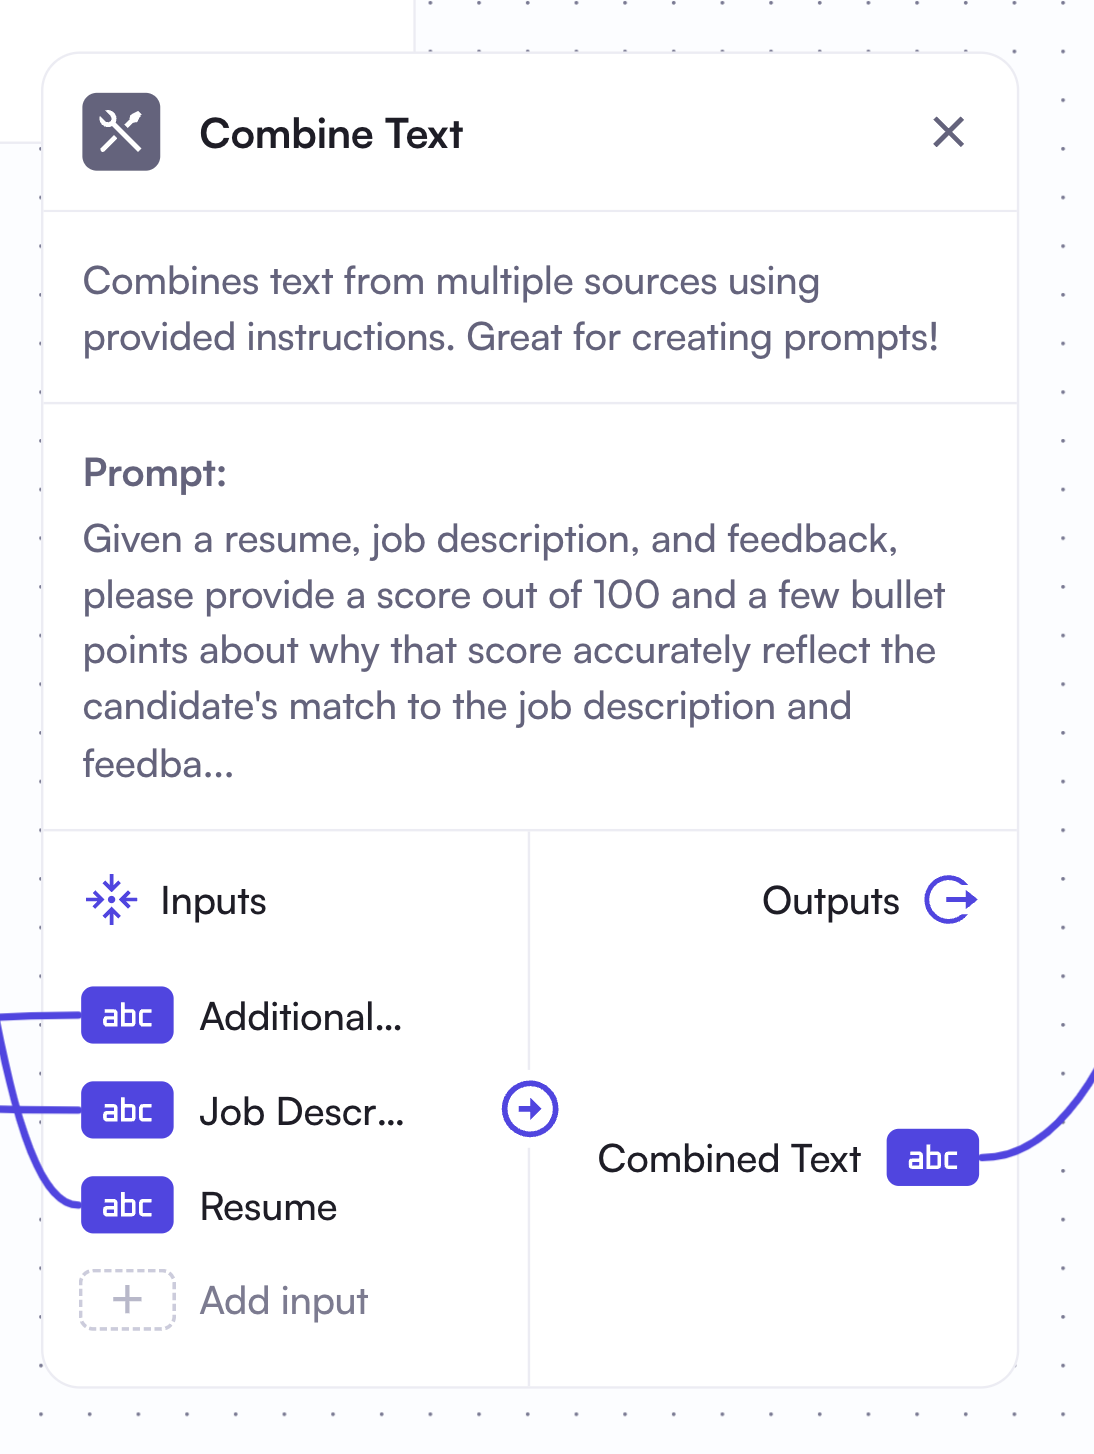 Combine Text
Combines text from multiple sources using
provided instructions. Great for creating prompts!
Prompt:
Given a resume, job description, and feedback,
please provide a score out of 100 and a few bullet
points about why that score accurately reflect the
candidate's match to the job description and
feedba...
Inputs
Outputs
abc Additional...
abc Job Descr...
Combined Text abc
abc Resume
Add input